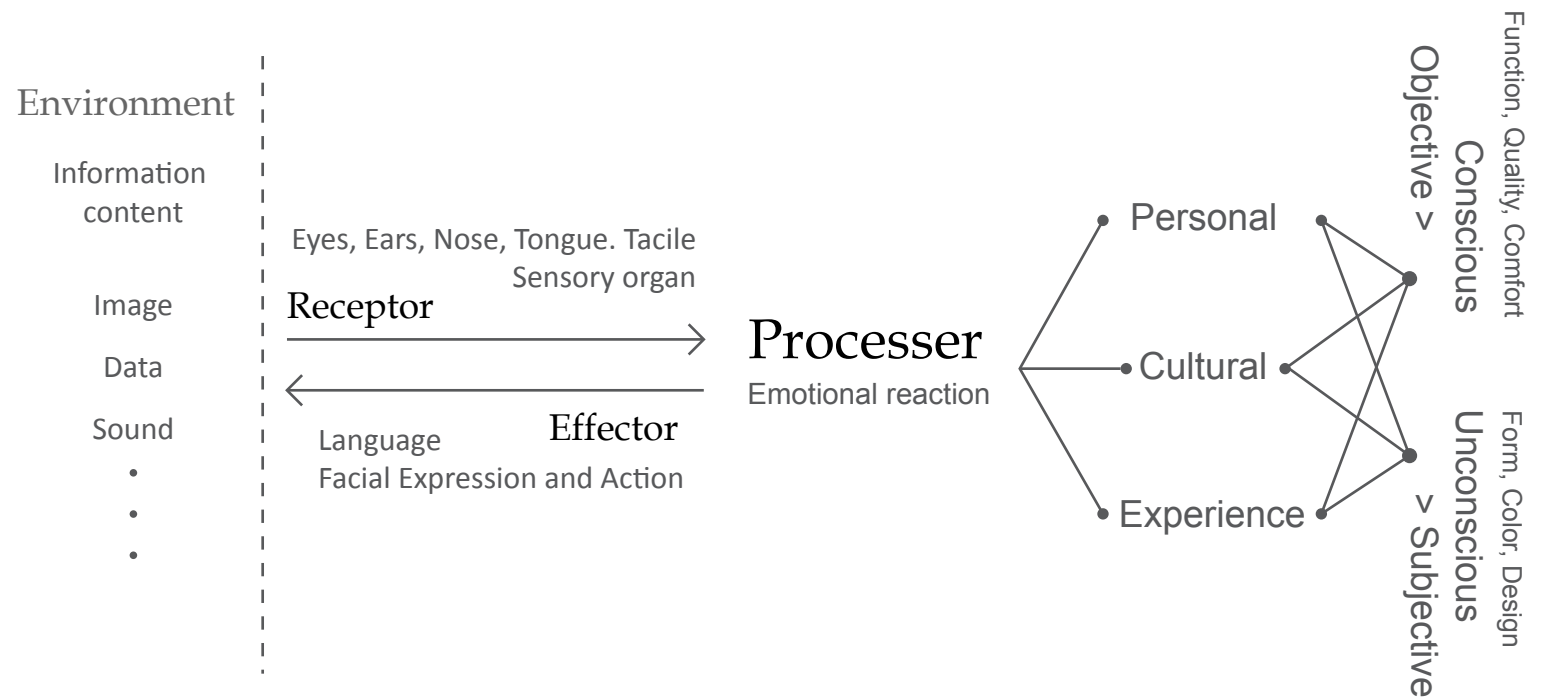 Environment
Information
content
Image
Data
Sound
Eyes, Ears, Nose, Tongue. Tacile
Sensory organ
Receptor
Effector
Language
Facial Expression and Action
Processer
Emotional reaction
Personal
Cultural
Experience
Objective >
Conscious
Function, Quality, Comfort
> Subjective
Unconscious
Form, Color, Design